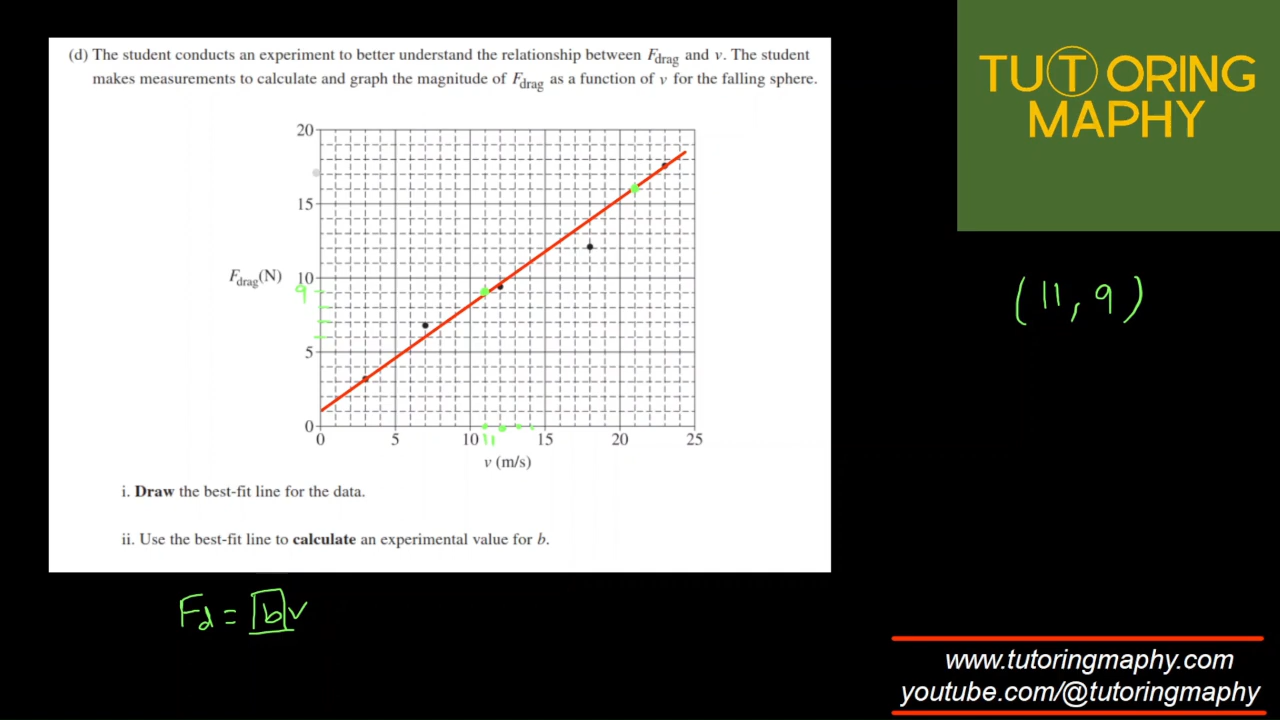 (d) The student conducts an experiment to better understand the relationship between Fdrag and v. The student
makes measurements to calculate and graph the magnitude of Fdrag as a function of v for the falling sphere.
TUTORING
MAPHY
20
15
Fdrag(N)
10
9
5
0
0 5 10 11 15 20 25
v (m/s)
(11, 9)
i. Draw the best-fit line for the data.
ii. Use the best-fit line to calculate an experimental value for b.
Fd = bv
www.tutoringmaphy.com
youtube.com/@tutoringmaphy